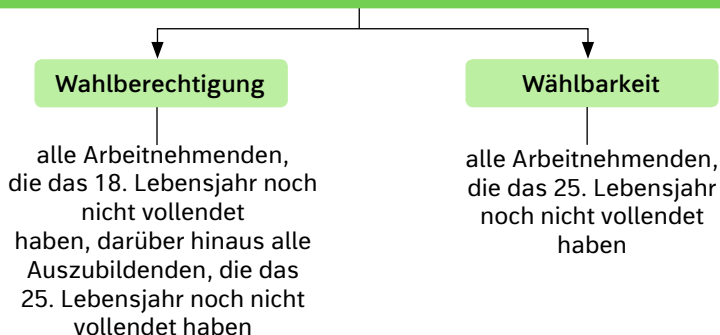 Wahlberechtigung
alle Arbeitnehmenden,
die das 18. Lebensjahr noch
nicht vollendet
haben, darüber hinaus alle
Auszubildenden, die das
25. Lebensjahr noch nicht
vollendet haben
Wählbarkeit
alle Arbeitnehmenden,
die das 25. Lebensjahr
noch nicht vollendet
haben